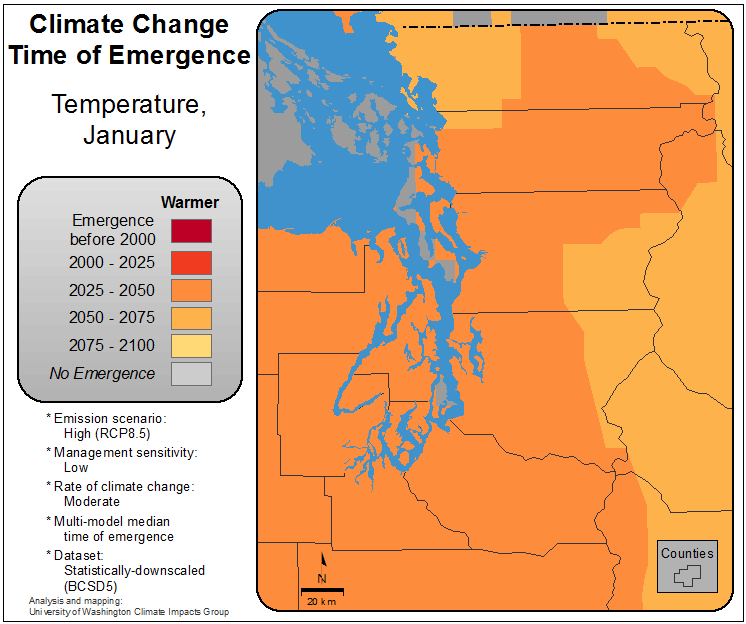 Climate Change
Time of Emergence
Temperature,
January
Warmer
Emergence
before 2000
2000 - 2025
2025 - 2050
2050 - 2075
2075 - 2100
No Emergence
* Emission scenario:
High (RCP8.5)
* Management sensitivity:
Low
* Rate of climate change:
Moderate
* Multi-model median
time of emergence
* Dataset:
Statistically-downscaled
(BCSD5)
Analysis and mapping:
University of Washington Climate Impacts Group
N
20 km
Counties